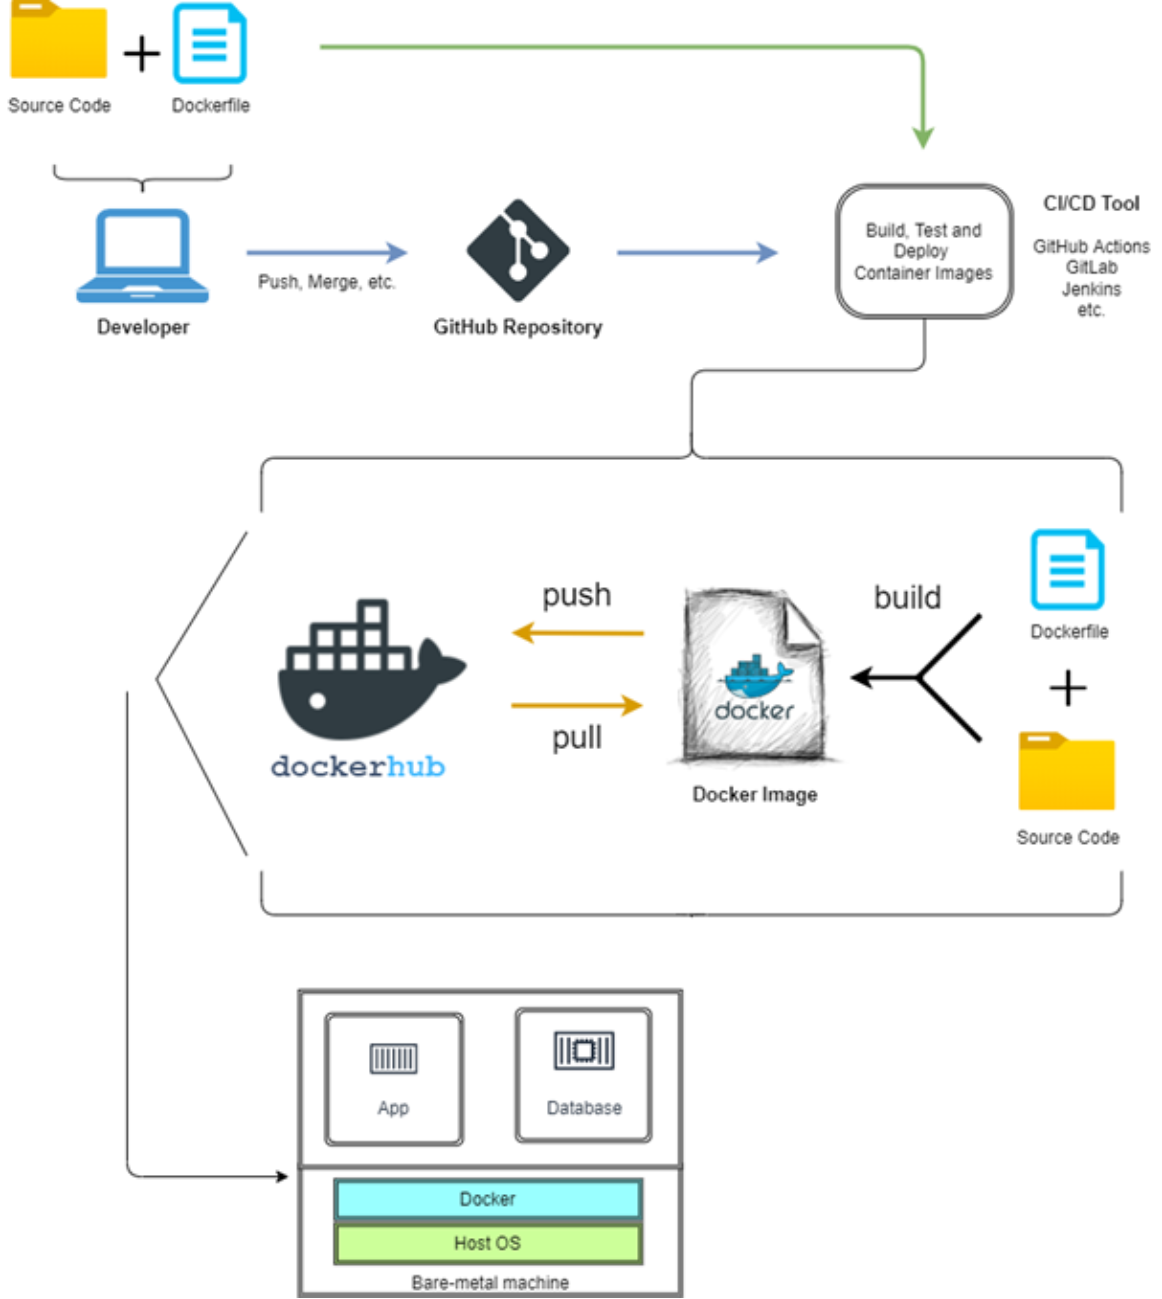 Source Code
Dockerfile
Push, Merge, etc.
Developer
GitHub Repository
Build, Test and
Deploy
Container Images
CI/CD Tool
GitHub Actions
GitLab
Jenkins
etc.
push
pull
dockerhub
docker
Docker Image
build
Dockerfile
Source Code
App
Database
Docker
Host OS
Bare-metal machine